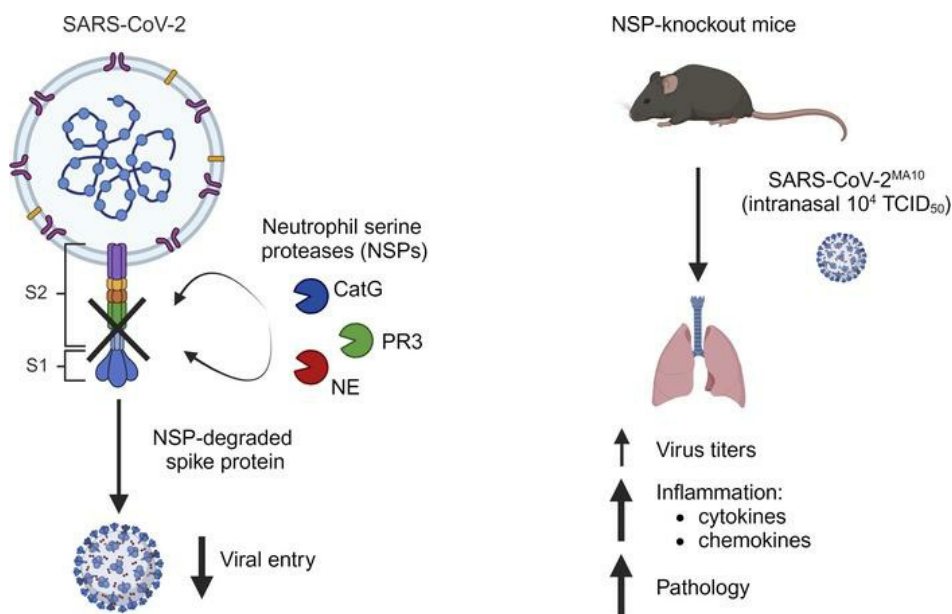 SARS-CoV-2
Neutrophil serine
proteases (NSPs)
CatG
PR3
NE
S2
S1
NSP-degraded
spike protein
Viral entry
NSP-knockout mice
SARS-CoV-2MA10
(intranasal 10⁴ TCID₅₀)
Virus titers
Inflammation:
• cytokines
• chemokines
Pathology